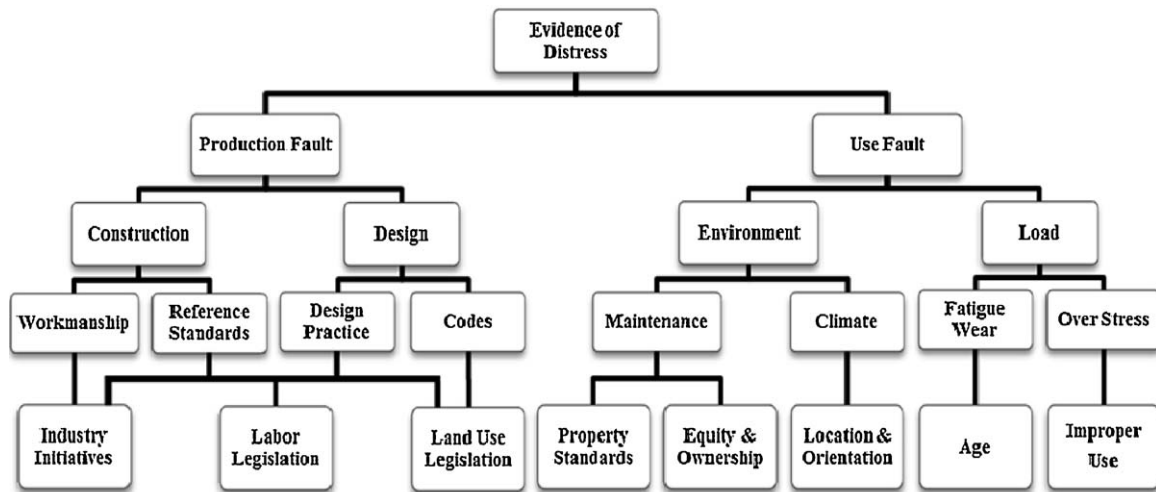 Evidence of
Distress
Production Fault
Use Fault
Construction
Design
Environment
Load
Workmanship
Reference
Standards
Design
Practice
Codes
Maintenance
Climate
Fatigue
Wear
Over Stress
Industry
Initiatives
Labor
Legislation
Land Use
Legislation
Property
Standards
Equity &
Ownership
Location &
Orientation
Age
Improper
Use